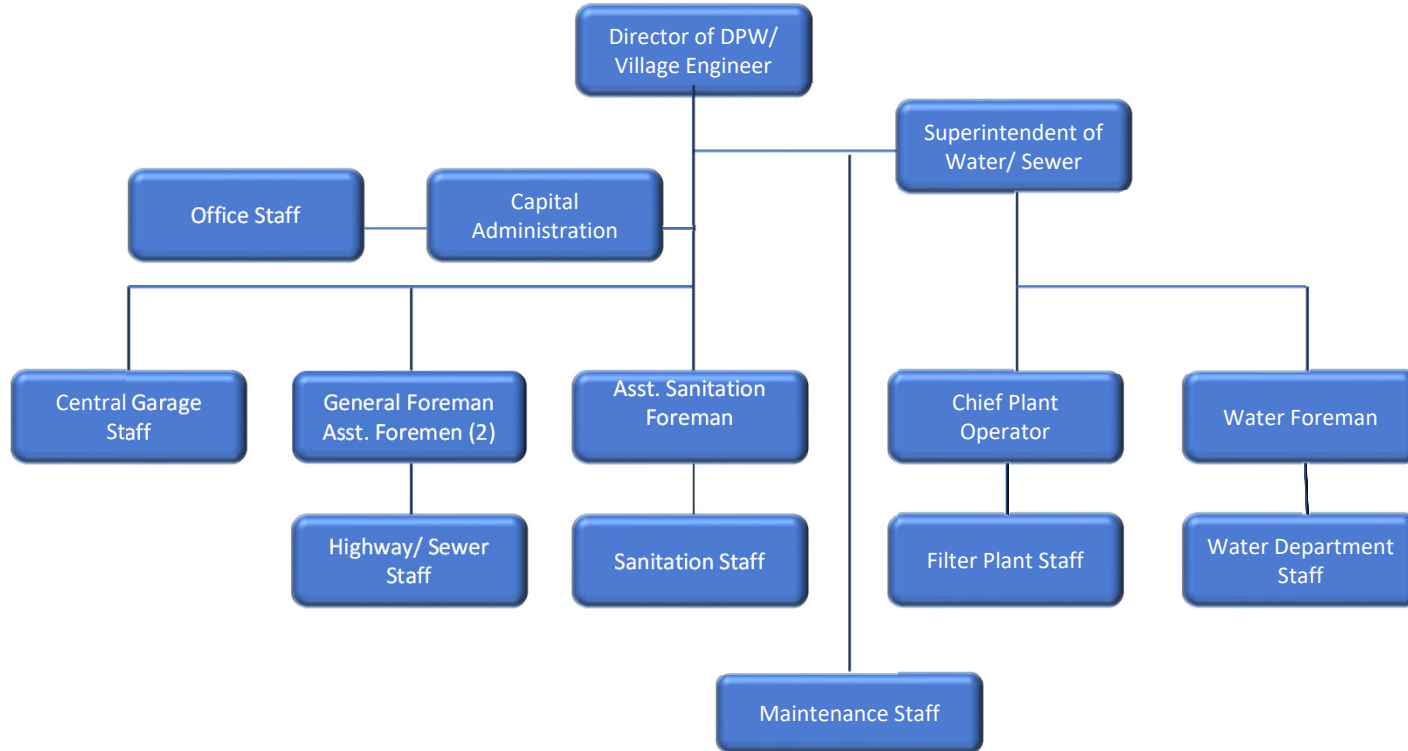 Director of DPW/
Village Engineer
Superintendent of
Water/ Sewer
Office Staff
Capital
Administration
Central Garage
Staff
General Foreman
Asst. Foremen (2)
Asst. Sanitation
Foreman
Chief Plant
Operator
Water Foreman
Highway/ Sewer
Staff
Sanitation Staff
Filter Plant Staff
Water Department
Staff
Maintenance Staff